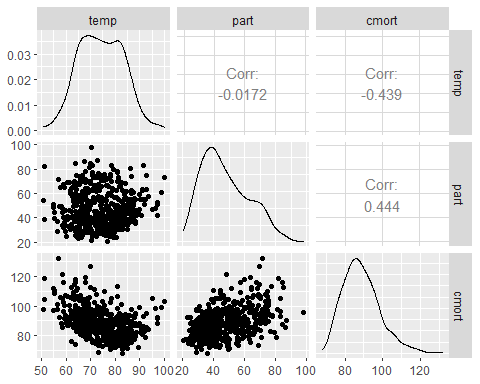 temp part cmort
0.03
0.02
0.01
0.00
Corr:
-0.0172
Corr:
-0.439
temp
100
80
60
40
20
Corr:
0.444
part
120
100
80
cmort
50 60 70 80 90 100 20 40 60 80 100 80 100 120